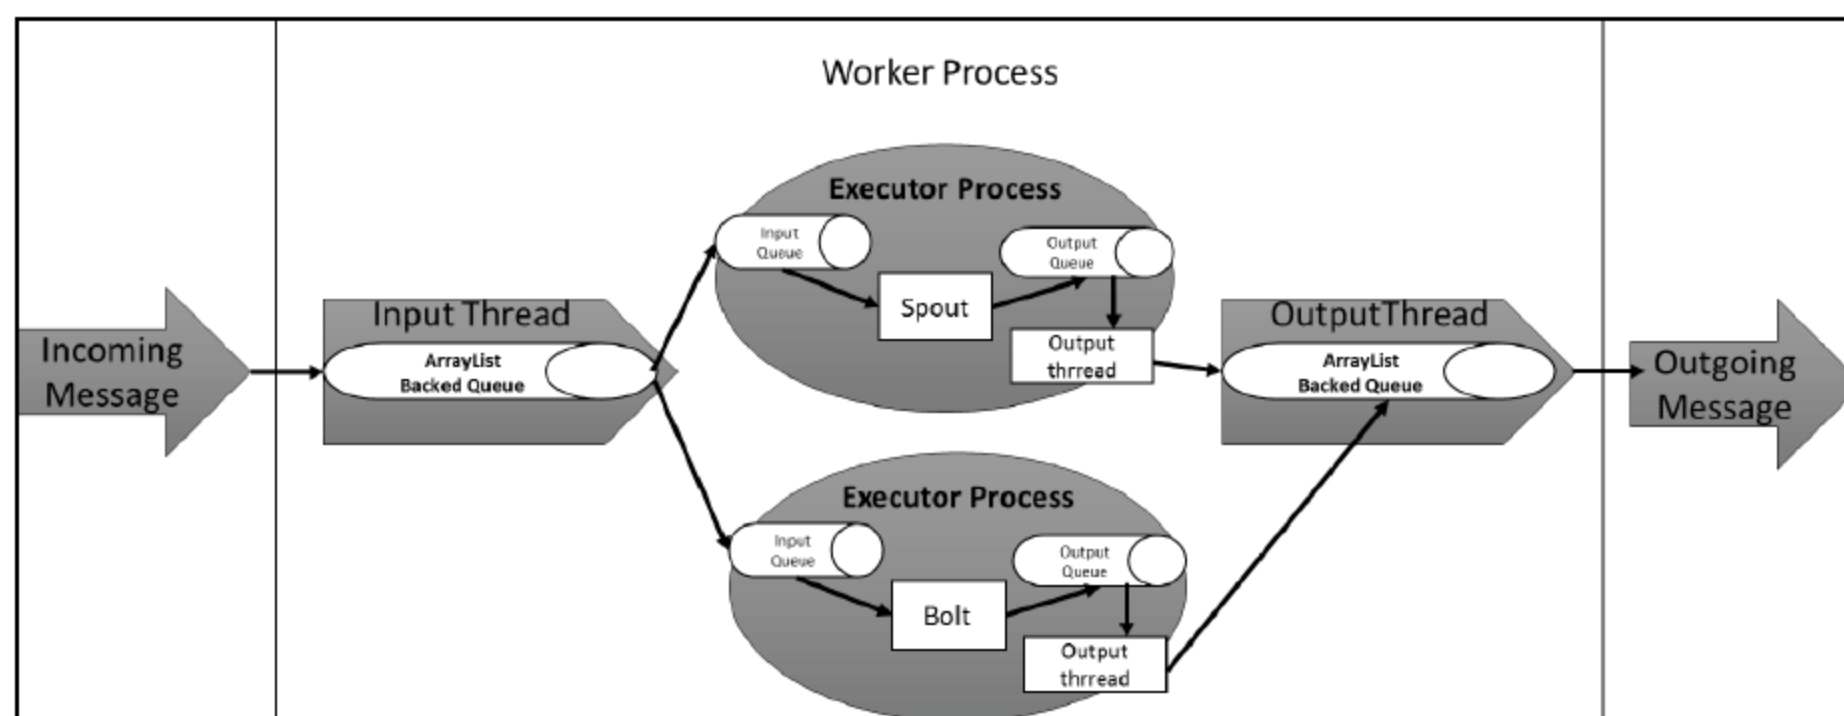 Worker Process
Incoming
Message
Input Thread
ArrayList
Backed Queue
Executor Process
Input
Queue
Spout
Output
Queue
Output
thrread
Executor Process
Input
Queue
Bolt
Output
Queue
Output
thrread
OutputThread
ArrayList
Backed Queue
Outgoing
Message